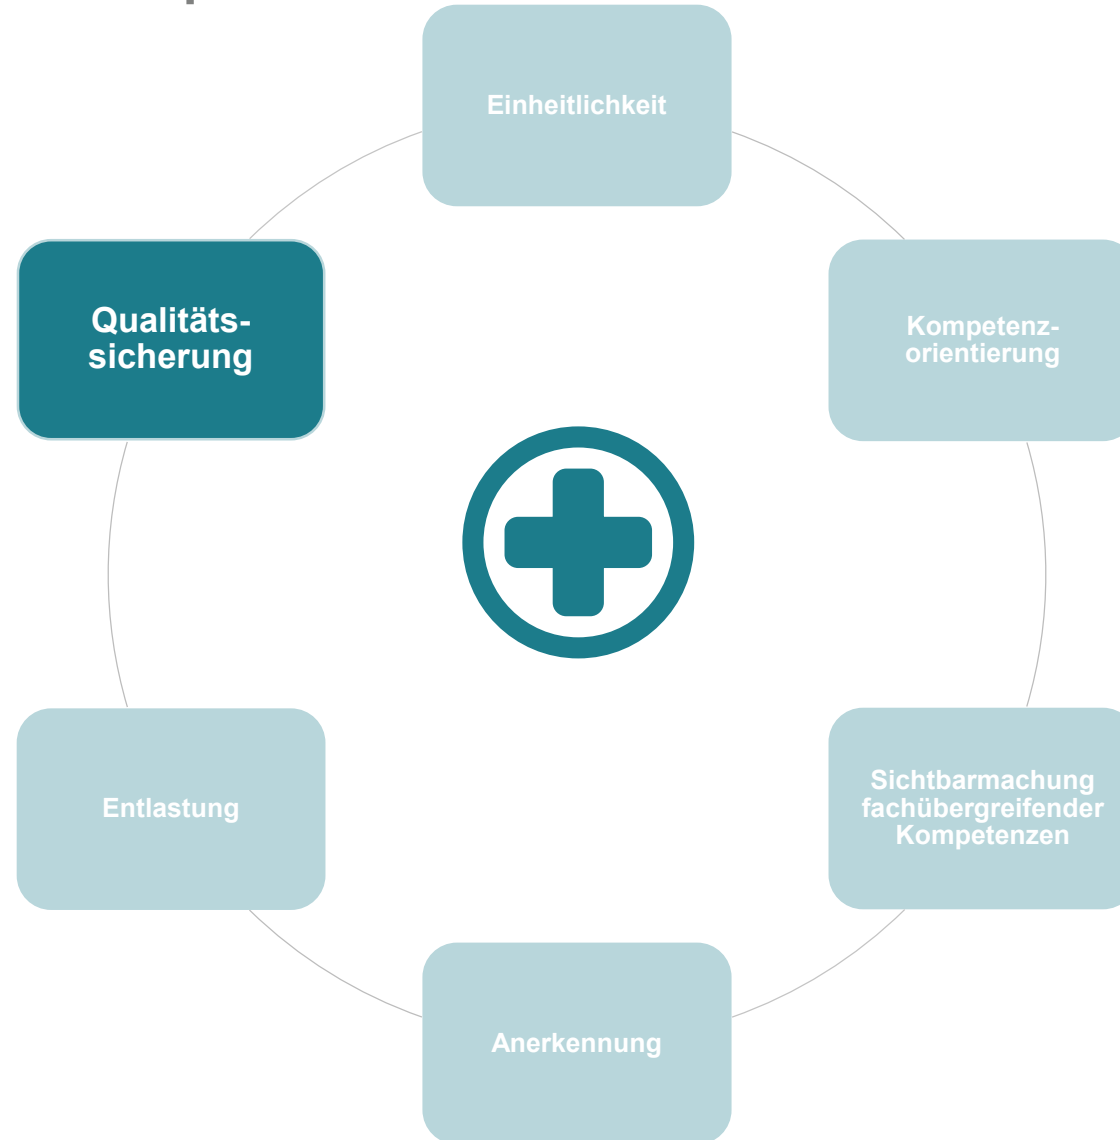 Einheitlichkeit
Qualitäts-
sicherung
Kompetenz-
orientierung
Entlastung
Sichtbarmachung
fachübergreifender
Kompetenzen
Anerkennung